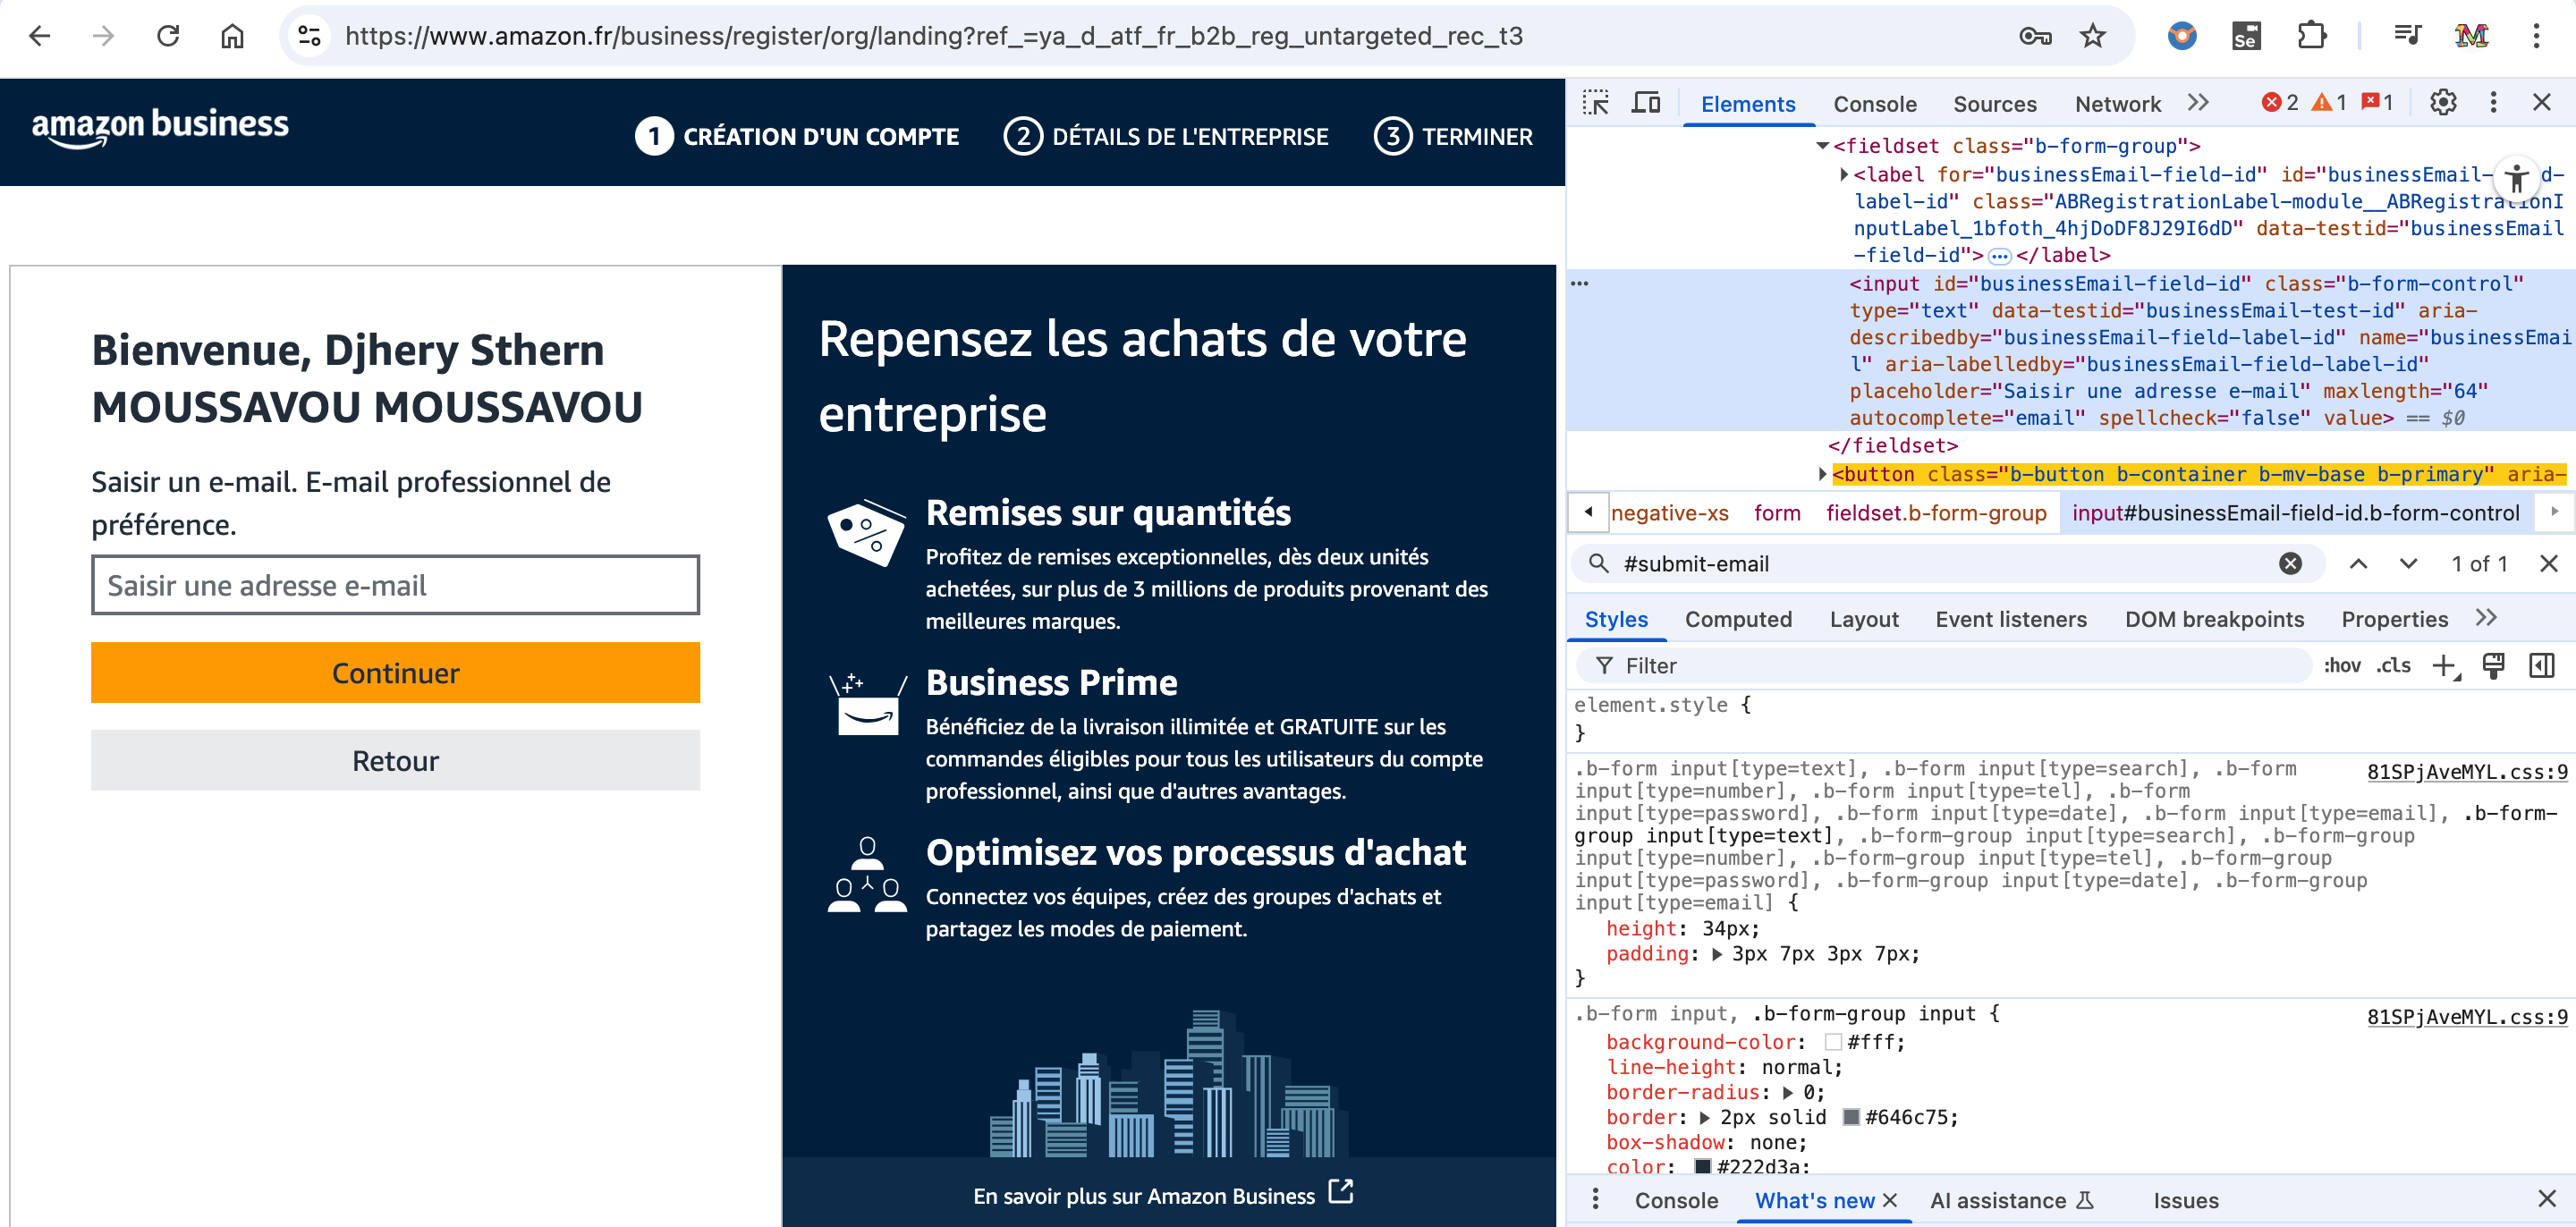 https://www.amazon.fr/business/register/org/landing?ref_=ya_d_atf_fr_b2b_reg_untargeted_rec_t3
Se
amazon business
1 CRÉATION D'UN COMPTE
2 DÉTAILS DE L'ENTREPRISE
3 TERMINER
Bienvenue, Djhery Sthern
MOUSSAVOU MOUSSAVOU
Saisir un e-mail. E-mail professionnel de
préférence.
Saisir une adresse e-mail
Continuer
Retour
Repensez les achats de votre
entreprise
Remises sur quantités
Profitez de remises exceptionnelles, dès deux unités
achetées, sur plus de 3 millions de produits provenant des
meilleures marques.
Business Prime
Bénéficiez de la livraison illimitée et GRATUITE sur les
commandes éligibles pour tous les utilisateurs du compte
professionnel, ainsi que d'autres avantages.
Optimisez vos processus d'achat
Connectez vos équipes, créez des groupes d'achats et
partagez les modes de paiement.
En savoir plus sur Amazon Business
Elements Console Sources Network 2 1 1
<fieldset class="b-form-group">
<label for="businessEmail-field-id" id="businessEmail- d-
label-id" class="ABRegistrationLabel-module__ABRegistrationI
nputLabel_1bfoth_4hjDoDF8J29I6dD" data-testid="businessEmail
-field-id">…</label>
<input id="businessEmail-field-id" class="b-form-control"
type="text" data-testid="businessEmail-test-id" aria-
describedby="businessEmail-field-label-id" name="businessEmai
l" aria-labelledby="businessEmail-field-label-id"
placeholder="Saisir une adresse e-mail" maxlength="64"
autocomplete="email" spellcheck="false" value> == $0
</fieldset>
<button class="b-button b-container b-mv-base b-primary" aria-
negative-xs form fieldset.b-form-group input#businessEmail-field-id.b-form-control
#submit-email 1 of 1
Styles Computed Layout Event listeners DOM breakpoints Properties
Filter :hov .cls
element.style {
}
.b-form input[type=text], .b-form input[type=search], .b-form 81SPjAveMYL.css:9
input[type=number], .b-form input[type=tel], .b-form
input[type=password], .b-form input[type=date], .b-form input[type=email], .b-form-
group input[type=text], .b-form-group input[type=search], .b-form-group
input[type=number], .b-form-group input[type=tel], .b-form-group
input[type=password], .b-form-group input[type=date], .b-form-group
input[type=email] {
height: 34px;
padding: 3px 7px 3px 7px;
}
.b-form input, .b-form-group input { 81SPjAveMYL.css:9
background-color: #fff;
line-height: normal;
border-radius: 0;
border: 2px solid #646c75;
box-shadow: none;
color: #222d3a;
Console What's new AI assistance Issues